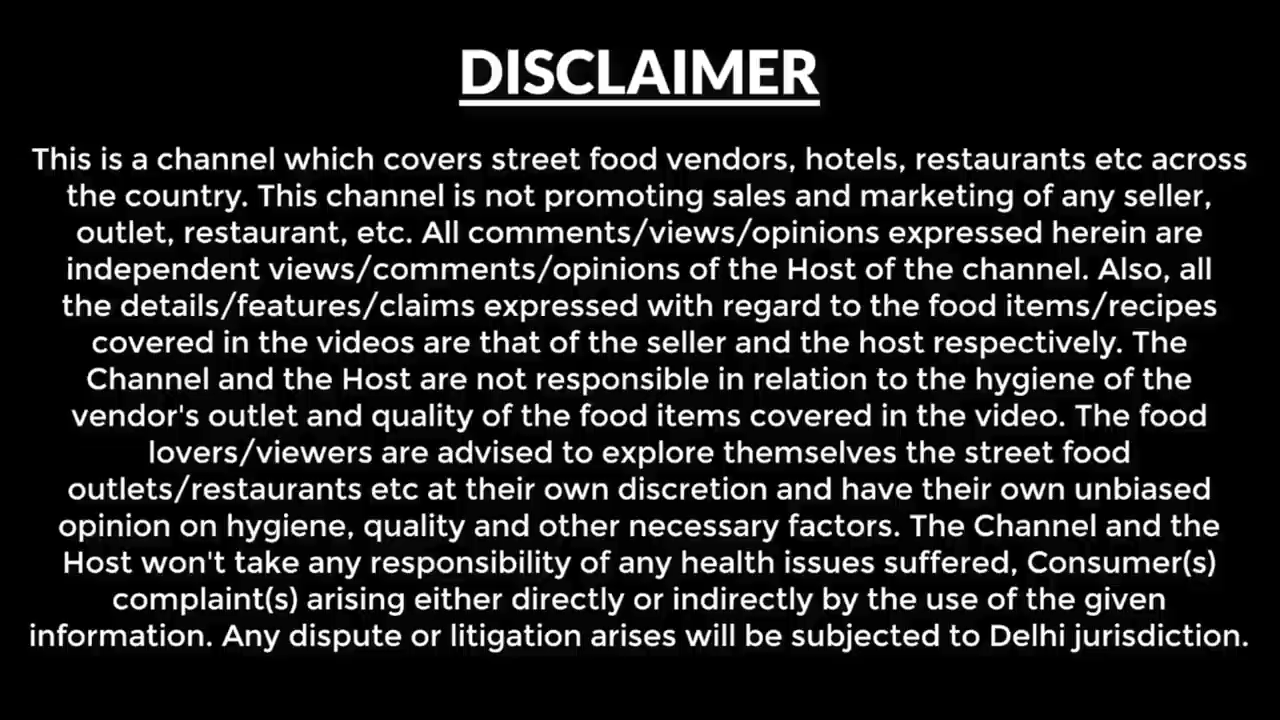 DISCLAIMER
This is a channel which covers street food vendors, hotels, restaurants etc across
the country. This channel is not promoting sales and marketing of any seller,
outlet, restaurant, etc. All comments/views/opinions expressed herein are
independent views/comments/opinions of the Host of the channel. Also, all
the details/features/claims expressed with regard to the food items/recipes
covered in the videos are that of the seller and the host respectively. The
Channel and the Host are not responsible in relation to the hygiene of the
vendor's outlet and quality of the food items covered in the video. The food
lovers/viewers are advised to explore themselves the street food
outlets/restaurants etc at their own discretion and have their own unbiased
opinion on hygiene, quality and other necessary factors. The Channel and the
Host won't take any responsibility of any health issues suffered, Consumer(s)
complaint(s) arising either directly or indirectly by the use of the given
information. Any dispute or litigation arises will be subjected to Delhi jurisdiction.